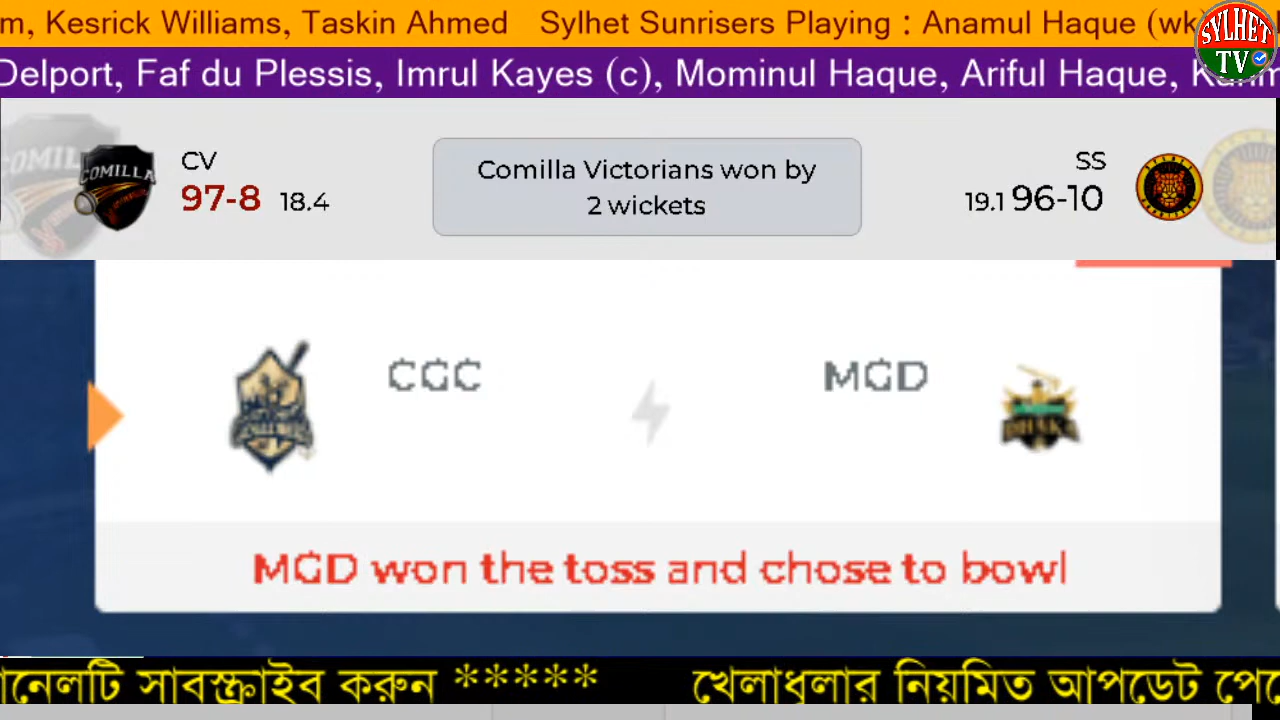 m, Kesrick Williams, Taskin Ahmed Sylhet Sunrisers Playing : Anamul Haque (wk)
SYLHET
TV
Delport, Faf du Plessis, Imrul Kayes (c), Mominul Haque, Ariful Haque,
COMILLA
CV
97-8 18.4
Comilla Victorians won by
2 wickets
SS
19.1 96-10
CGC
MGD
DHAKA
MGD won the toss and chose to bowl
নেলটি সাবস্ক্রাইব করুন ***** খেলাধুলার নিয়মিত আপডেট পে